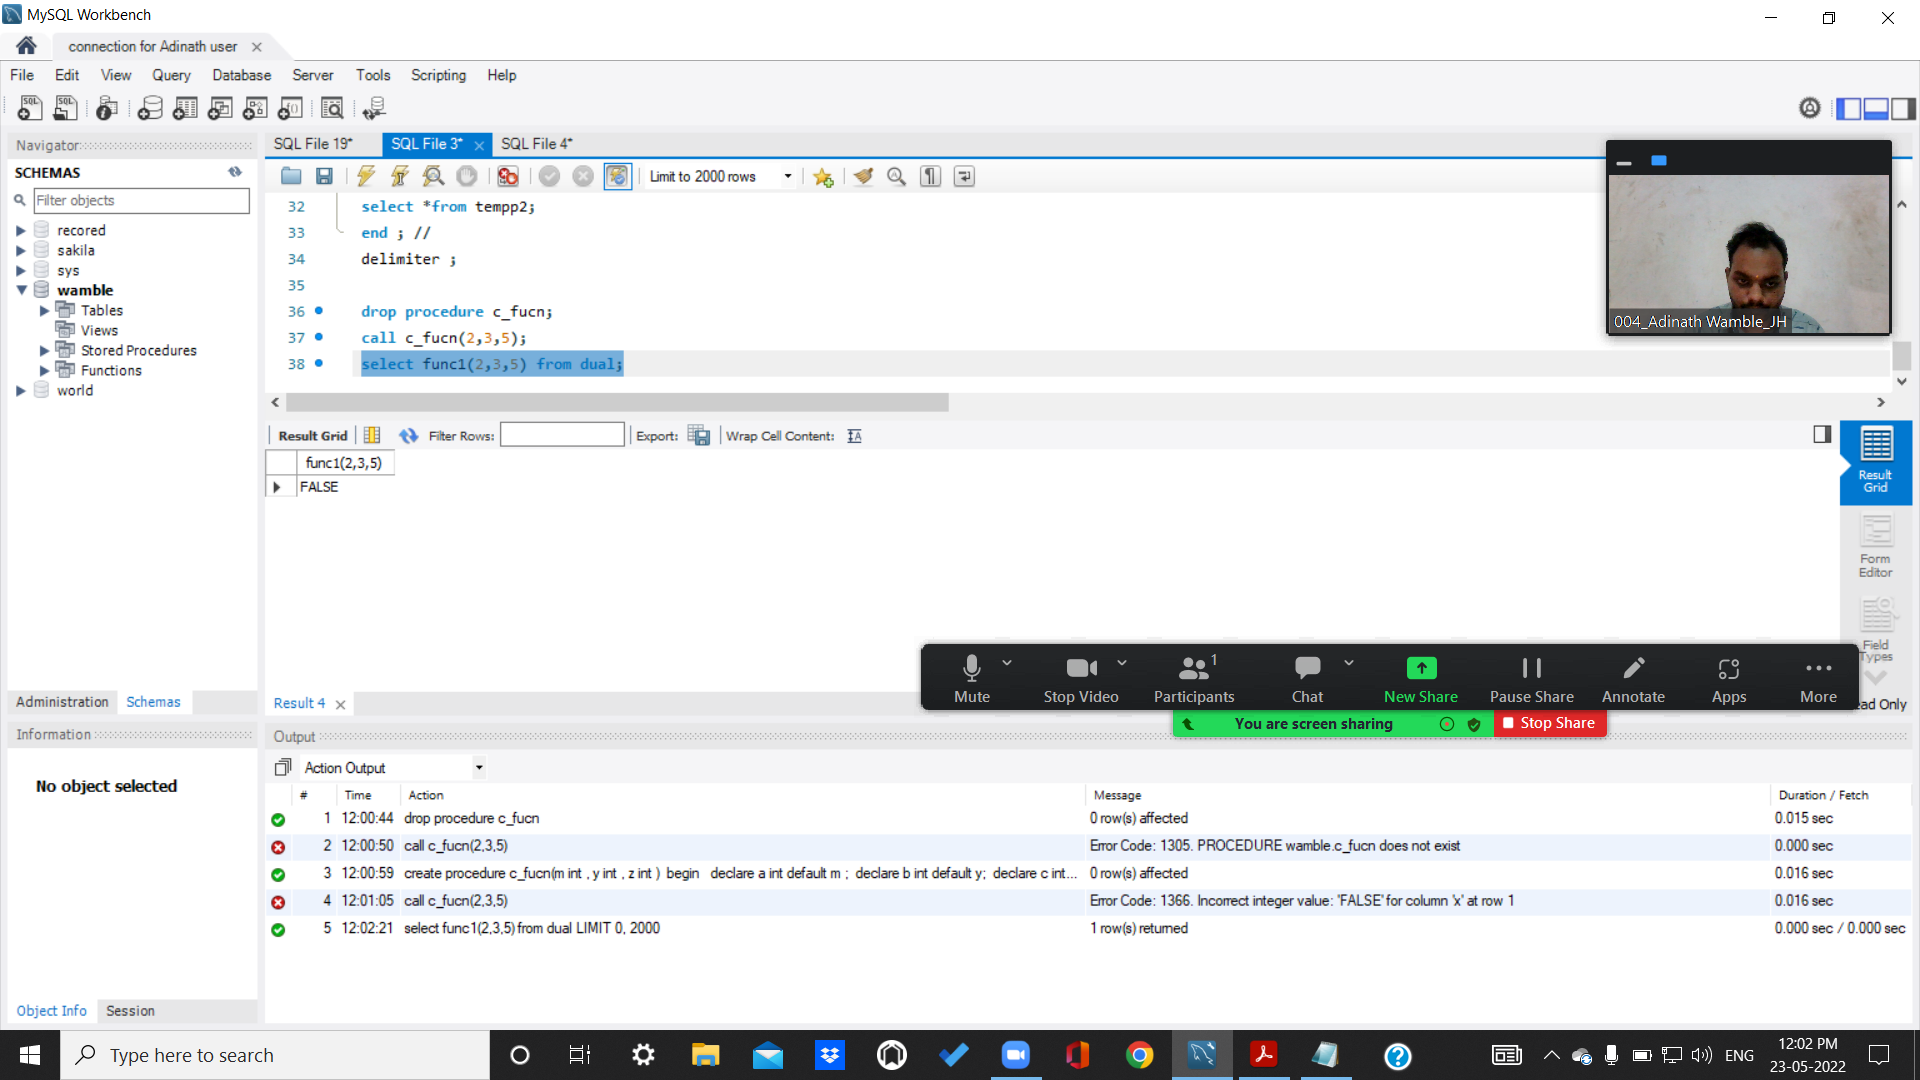 MySQL Workbench
connection for Adinath user
File Edit View Query Database Server Tools Scripting Help
Navigator
SCHEMAS
Filter objects
recored
sakila
sys
wamble
Tables
Views
Stored Procedures
Functions
world
Administration Schemas
Information
No object selected
Object Info Session
SQL File 19* SQL File 3* SQL File 4*
Limit to 2000 rows
32 select *from tempp2;
33 end ; //
34 delimiter ;
35
36 drop procedure c_fucn;
37 call c_fucn(2,3,5);
38 select func1(2,3,5) from dual;
004_Adinath Wamble_JH
Result Grid Filter Rows: Export: Wrap Cell Content:
func1(2,3,5)
FALSE
Result Grid
Form Editor
Field Types
Mute Stop Video Participants 1 Chat New Share Pause Share Annotate Apps More
You are screen sharing Stop Share
Result 4
ead Only
Output
Action Output
# Time Action Message Duration / Fetch
1 12:00:44 drop procedure c_fucn 0 row(s) affected 0.015 sec
2 12:00:50 call c_fucn(2,3,5) Error Code: 1305. PROCEDURE wamble.c_fucn does not exist 0.000 sec
3 12:00:59 create procedure c_fucn(m int , y int , z int ) begin declare a int default m ; declare b int default y; declare c int... 0 row(s) affected 0.016 sec
4 12:01:05 call c_fucn(2,3,5) Error Code: 1366. Incorrect integer value: 'FALSE' for column 'x' at row 1 0.016 sec
5 12:02:21 select func1(2,3,5) from dual LIMIT 0, 2000 1 row(s) returned 0.000 sec / 0.000 sec
Type here to search
ENG
12:02 PM
23-05-2022